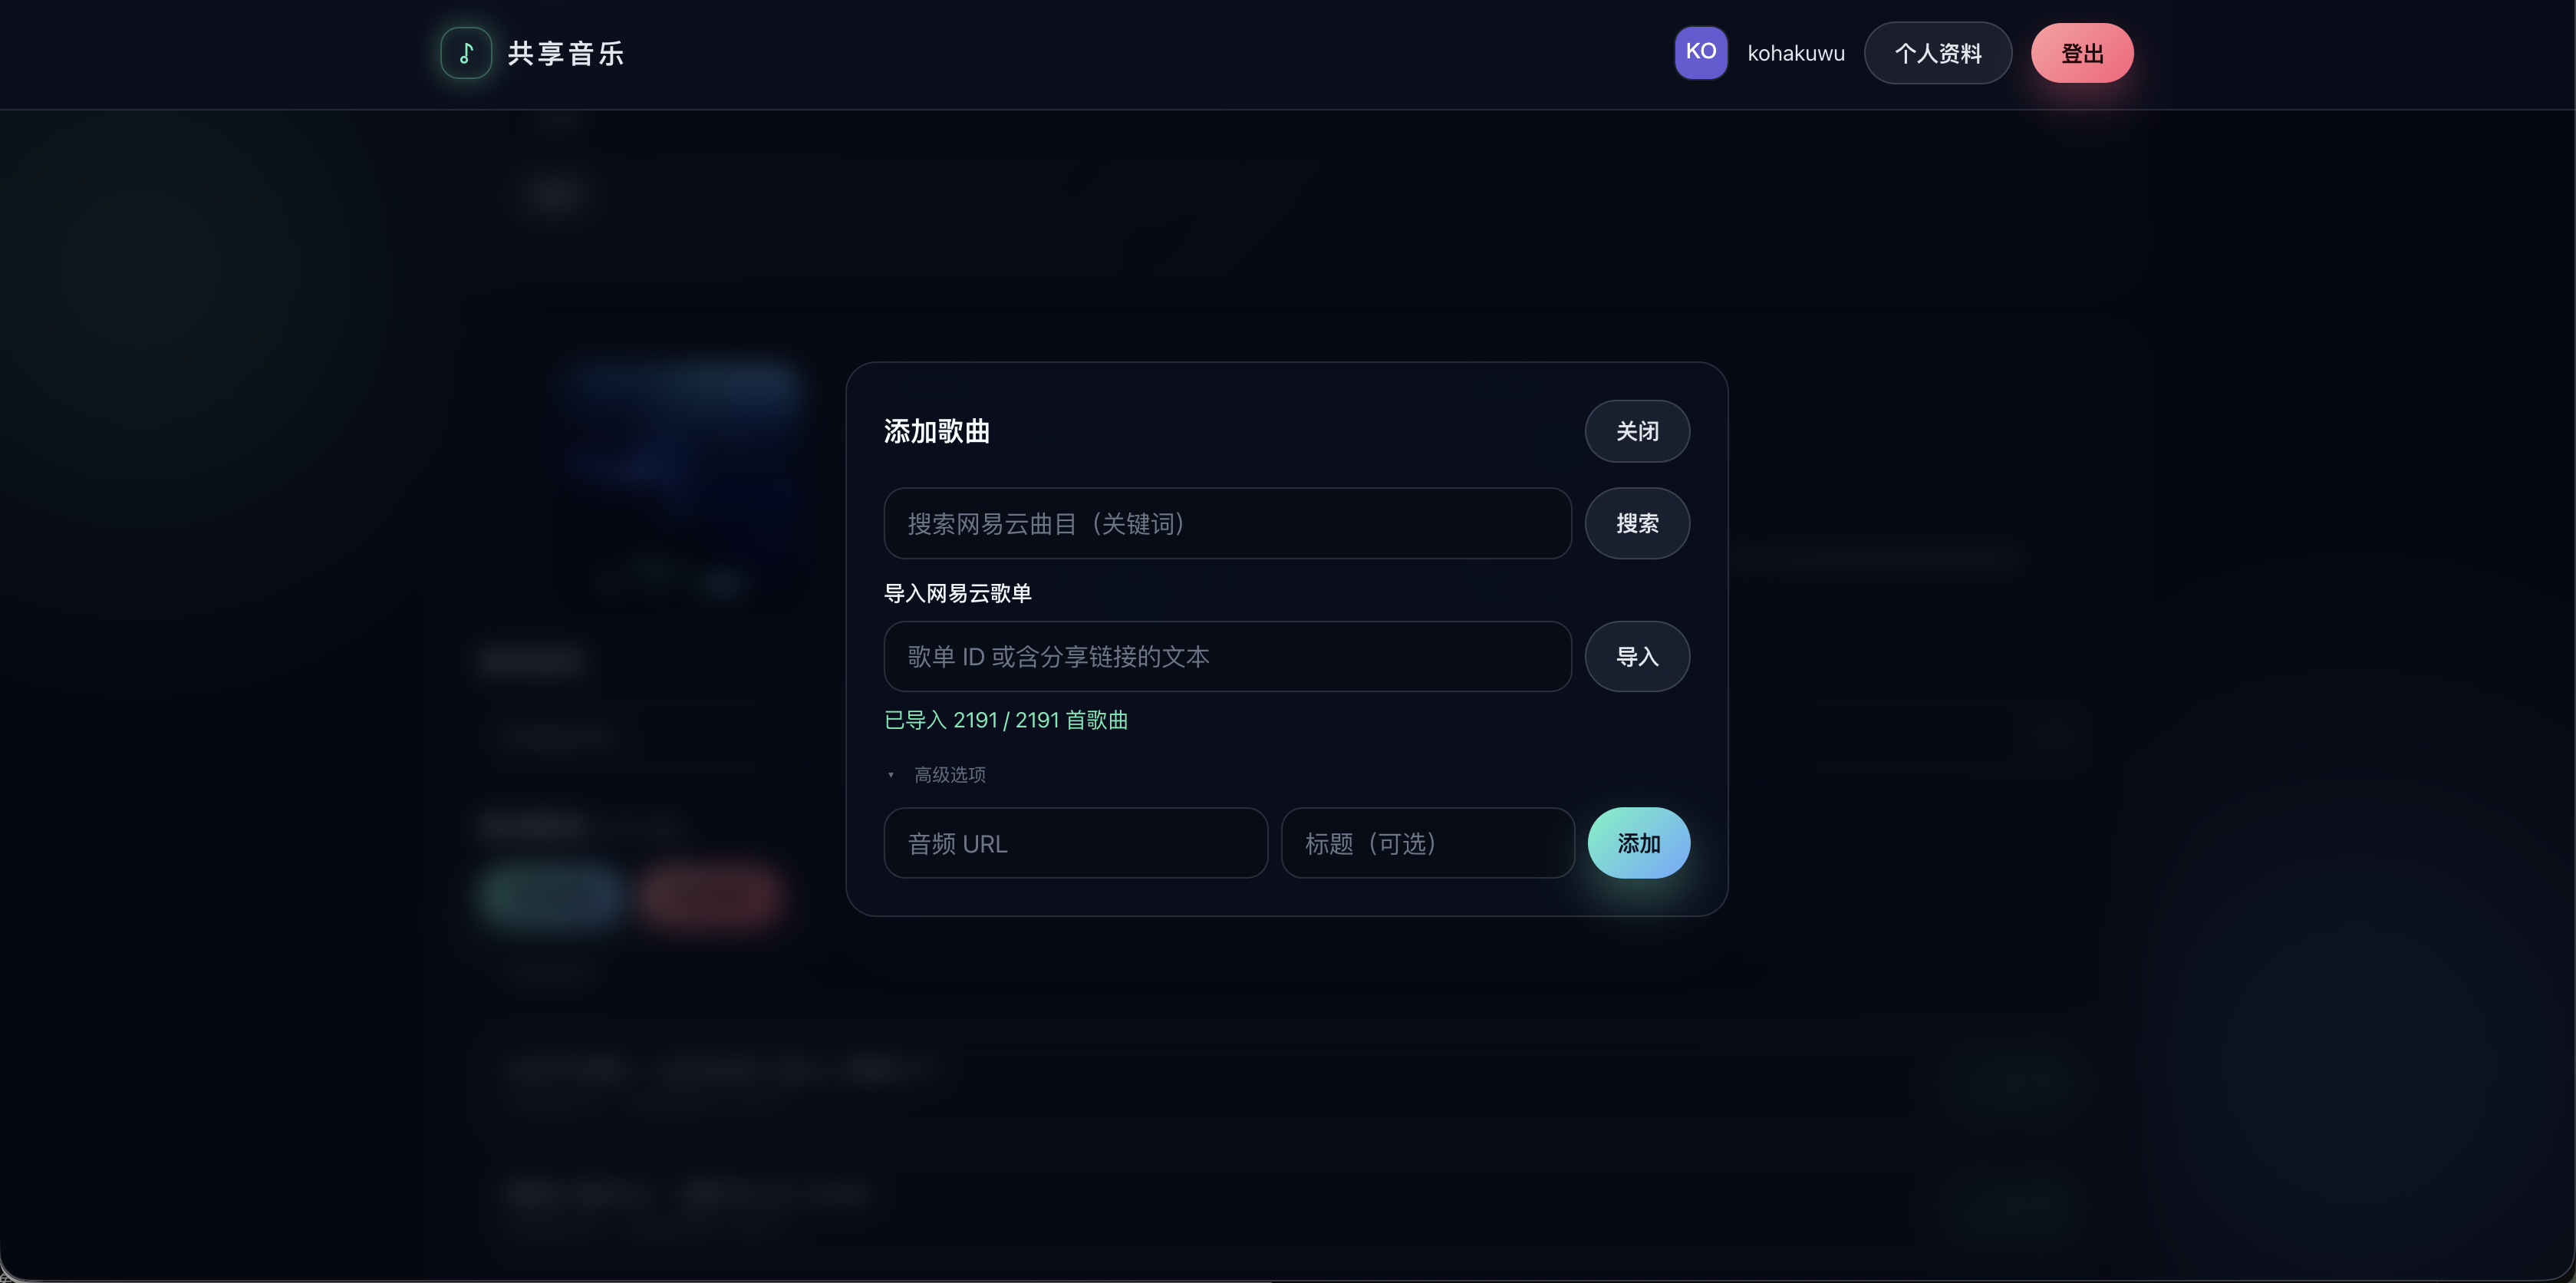 共享音乐
KO kohakuwu 个人资料 登出
添加歌曲 关闭
搜索网易云曲目（关键词） 搜索
导入网易云歌单
歌单 ID 或含分享链接的文本 导入
已导入 2191 / 2191 首歌曲
▾ 高级选项
音频 URL 标题（可选） 添加